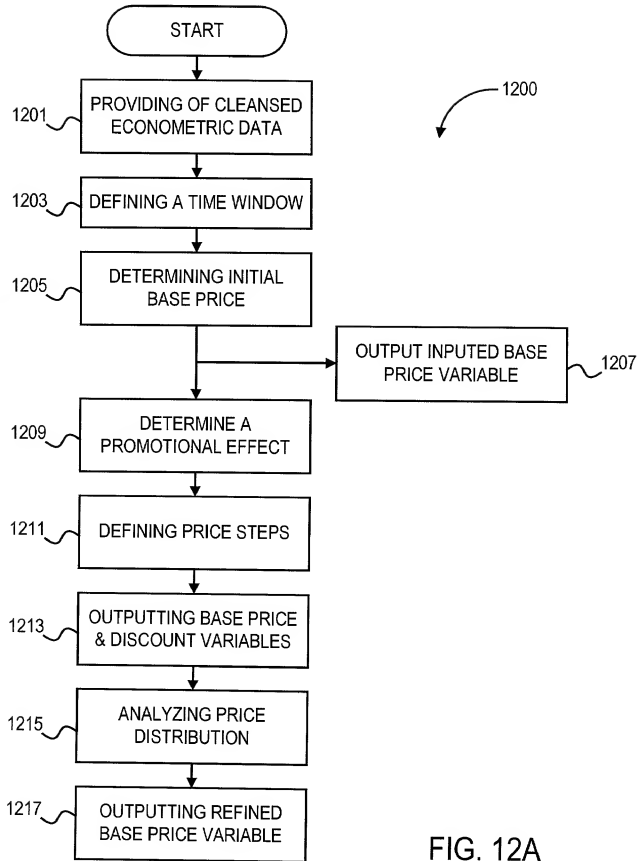 START
1200
1201
PROVIDING OF CLEANSED
ECONOMETRIC DATA
1203
DEFINING A TIME WINDOW
1205
DETERMINING INITIAL
BASE PRICE
OUTPUT INPUTED BASE
PRICE VARIABLE
1207
1209
DETERMINE A
PROMOTIONAL EFFECT
1211
DEFINING PRICE STEPS
1213
OUTPUTTING BASE PRICE
& DISCOUNT VARIABLES
1215
ANALYZING PRICE
DISTRIBUTION
1217
OUTPUTTING REFINED
BASE PRICE VARIABLE
FIG. 12A